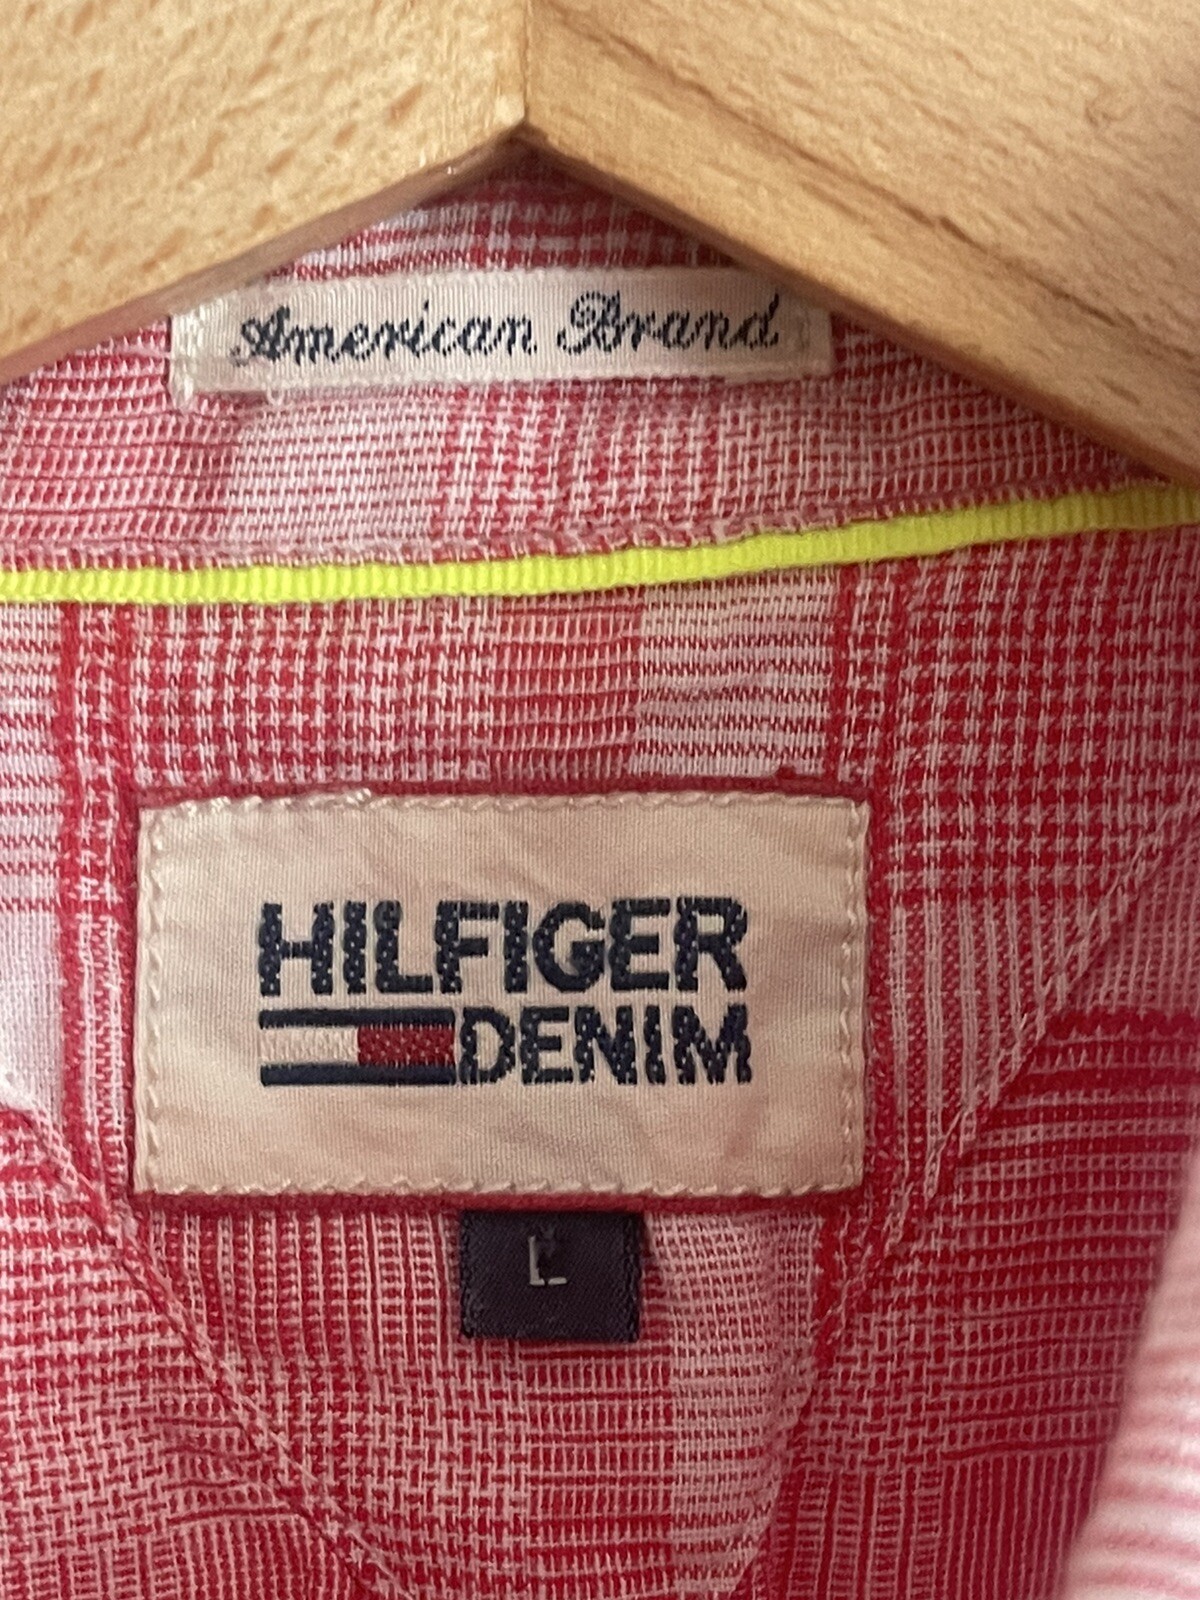 American Brand
HILFIGER
DENIM
L